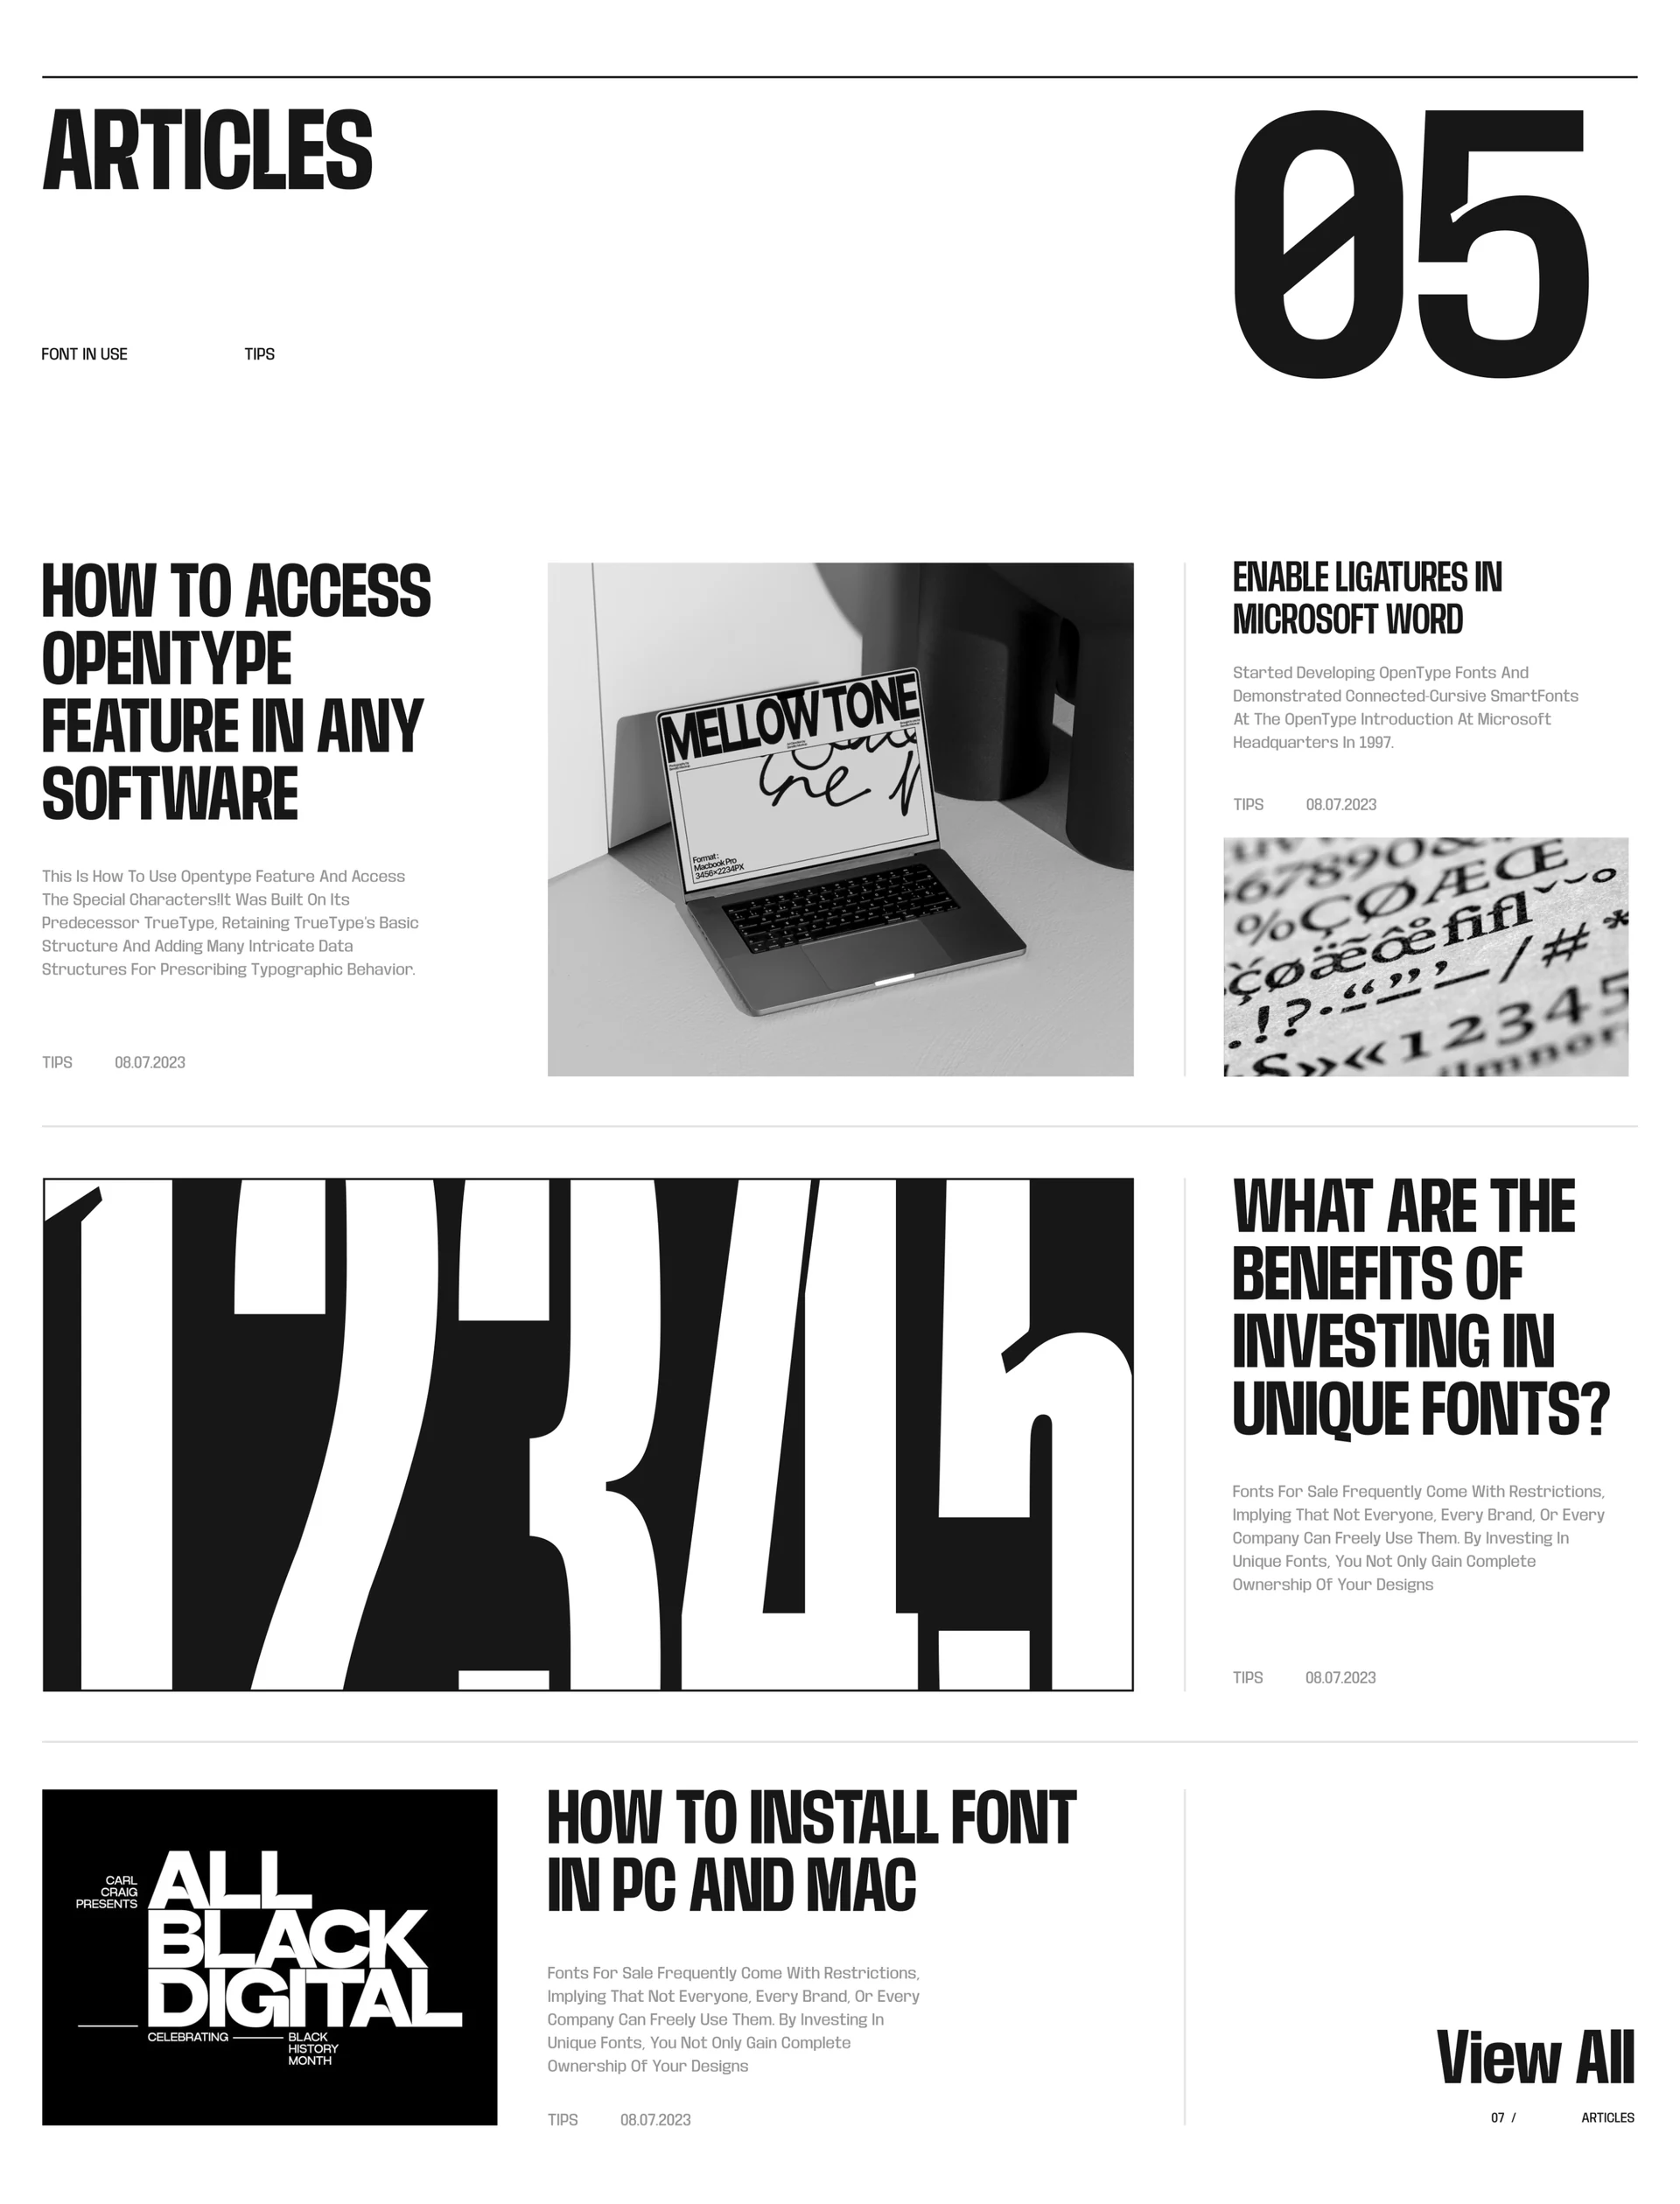 ARTICLES
05
FONT IN USE
TIPS
HOW TO ACCESS
OPENTYPE
FEATURE IN ANY
SOFTWARE
This Is How To Use Opentype Feature And Access
The Special Characters!It Was Built On Its
Predecessor TrueType, Retaining TrueType's Basic
Structure And Adding Many Intricate Data
Structures For Prescribing Typographic Behavior.
TIPS 08.07.2023
MELLOW TONE
Format:
Macbook Pro
3456×2234PX
ENABLE LIGATURES IN
MICROSOFT WORD
Started Developing OpenType Fonts And
Demonstrated Connected-Cursive SmartFonts
At The OpenType Introduction At Microsoft
Headquarters In 1997.
TIPS 08.07.2023
67890&
%ÇØÆŒ
çøæœfifl
.!?·“”’—/#*
S»«12345
lmnor
12345
WHAT ARE THE
BENEFITS OF
INVESTING IN
UNIQUE FONTS?
Fonts For Sale Frequently Come With Restrictions,
Implying That Not Everyone, Every Brand, Or Every
Company Can Freely Use Them. By Investing In
Unique Fonts, You Not Only Gain Complete
Ownership Of Your Designs
TIPS 08.07.2023
CARL
CRAIG
PRESENTS
ALL
BLACK
DIGITAL
CELEBRATING
BLACK
HISTORY
MONTH
HOW TO INSTALL FONT
IN PC AND MAC
Fonts For Sale Frequently Come With Restrictions,
Implying That Not Everyone, Every Brand, Or Every
Company Can Freely Use Them. By Investing In
Unique Fonts, You Not Only Gain Complete
Ownership Of Your Designs
TIPS 08.07.2023
View All
07 / ARTICLES